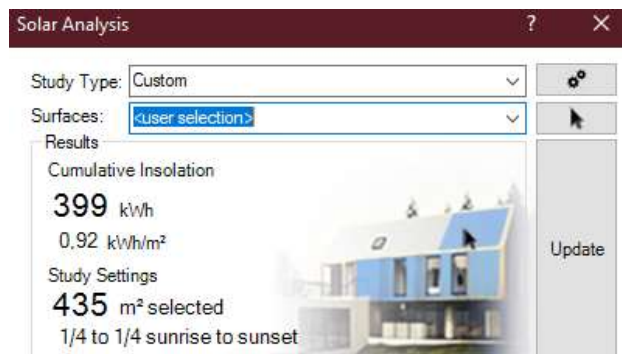 Solar Analysis ? ×
Study Type: Custom
Surfaces: <user selection>
Results
Cumulative Insolation
399 kWh
0,92 kWh/m²
Update
Study Settings
435 m² selected
1/4 to 1/4 sunrise to sunset